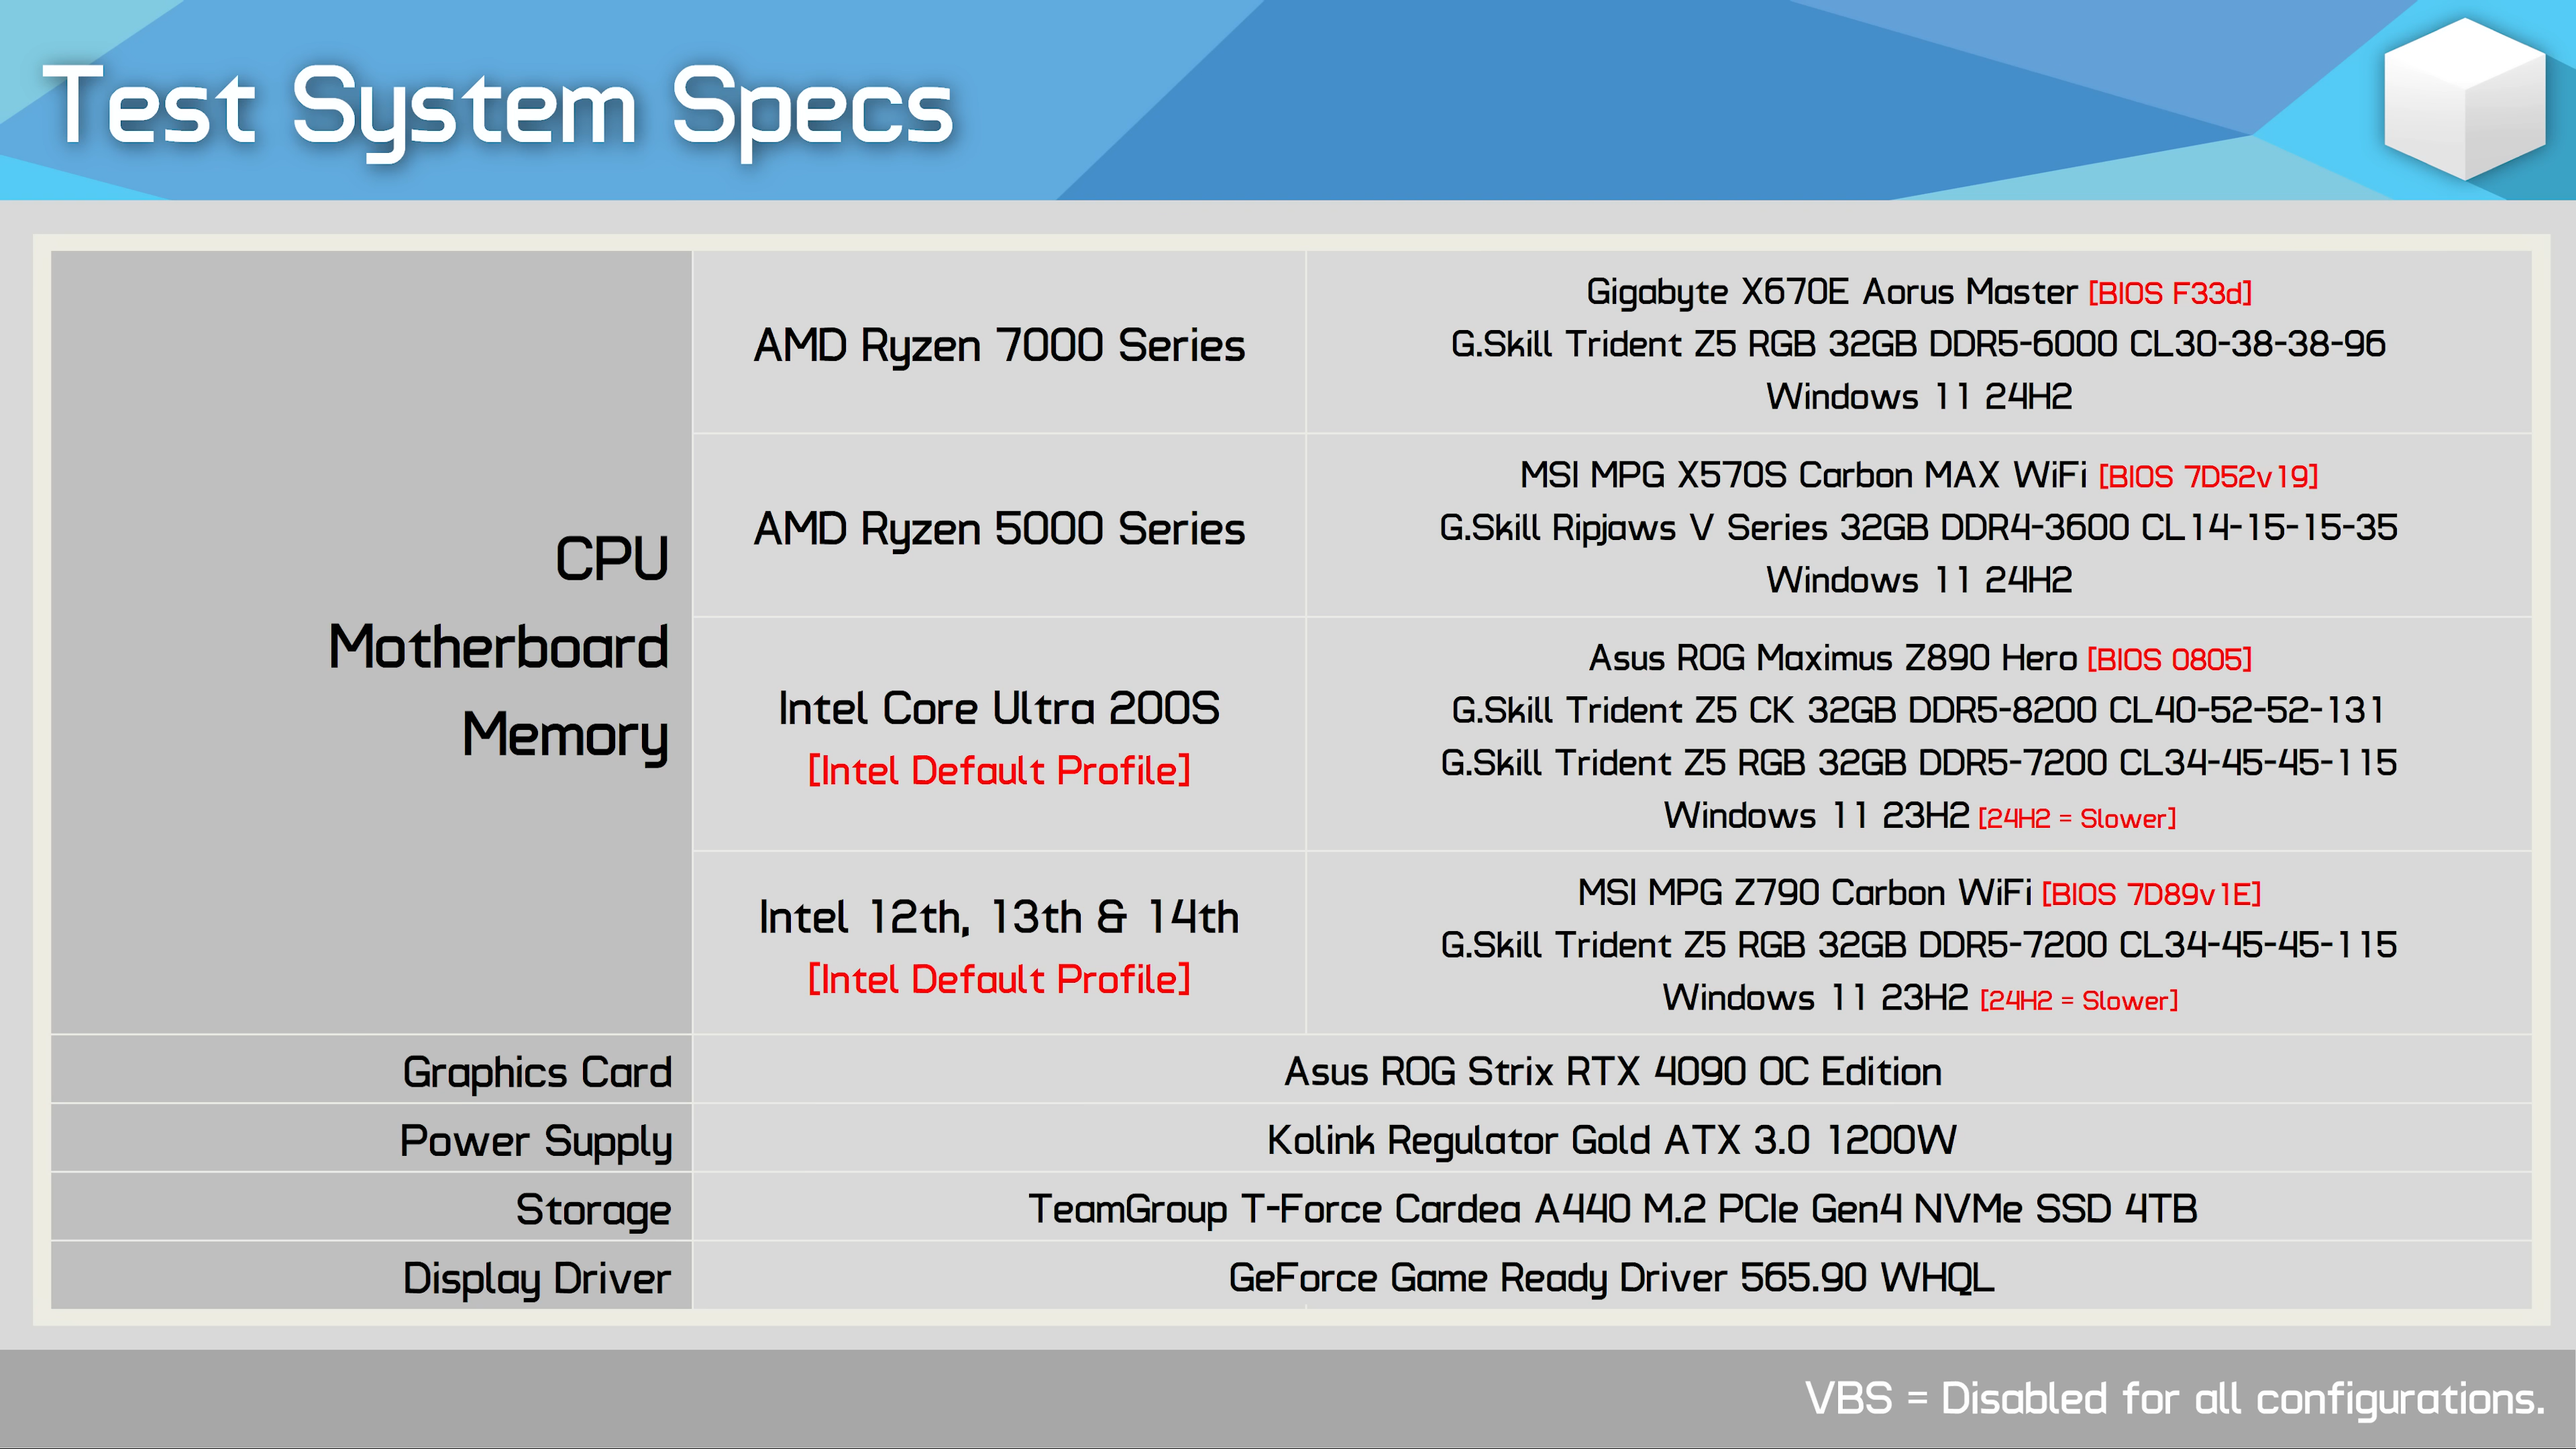 Test System Specs
CPU
Motherboard
Memory
AMD Ryzen 7000 Series
Gigabyte X670E Aorus Master [BIOS F33d]
G.Skill Trident Z5 RGB 32GB DDR5-6000 CL30-38-38-96
Windows 11 24H2
AMD Ryzen 5000 Series
MSI MPG X570S Carbon MAX WiFi [BIOS 7D52v19]
G.Skill Ripjaws V Series 32GB DDR4-3600 CL14-15-15-35
Windows 11 24H2
Intel Core Ultra 200S
[Intel Default Profile]
Asus ROG Maximus Z890 Hero [BIOS 0805]
G.Skill Trident Z5 CK 32GB DDR5-8200 CL40-52-52-131
G.Skill Trident Z5 RGB 32GB DDR5-7200 CL34-45-45-115
Windows 11 23H2 [24H2 = Slower]
Intel 12th, 13th & 14th
[Intel Default Profile]
MSI MPG Z790 Carbon WiFi [BIOS 7D89v1E]
G.Skill Trident Z5 RGB 32GB DDR5-7200 CL34-45-45-115
Windows 11 23H2 [24H2 = Slower]
Graphics Card
Asus ROG Strix RTX 4090 OC Edition
Power Supply
Kolink Regulator Gold ATX 3.0 1200W
Storage
TeamGroup T-Force Cardea A440 M.2 PCIe Gen4 NVMe SSD 4TB
Display Driver
GeForce Game Ready Driver 565.90 WHQL
VBS = Disabled for all configurations.